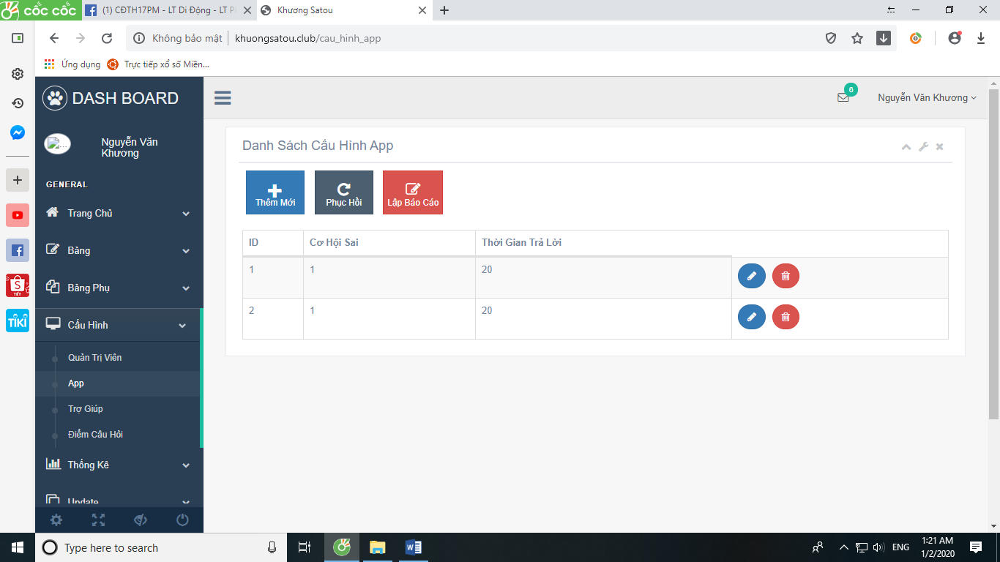 cốc cốc
(1) CĐTH17PM - LT Di Động - LT P
Khương Satou
Không bảo mật
khuongsatou.club/cau_hinh_app
Ứng dụng
Trực tiếp xổ số Miền...
DASH BOARD
6
Nguyễn Văn Khương
Nguyễn Văn
Khương
GENERAL
Trang Chủ
Bảng
Bảng Phụ
Cấu Hình
Quản Trị Viên
App
Trợ Giúp
Điểm Câu Hỏi
Thống Kê
Update
Danh Sách Cấu Hình App
Thêm Mới
Phục Hồi
Lập Báo Cáo
ID Cơ Hội Sai Thời Gian Trả Lời
1 1 20
2 1 20
TẾT
TIKI
Type here to search
ENG
1:21 AM
1/2/2020